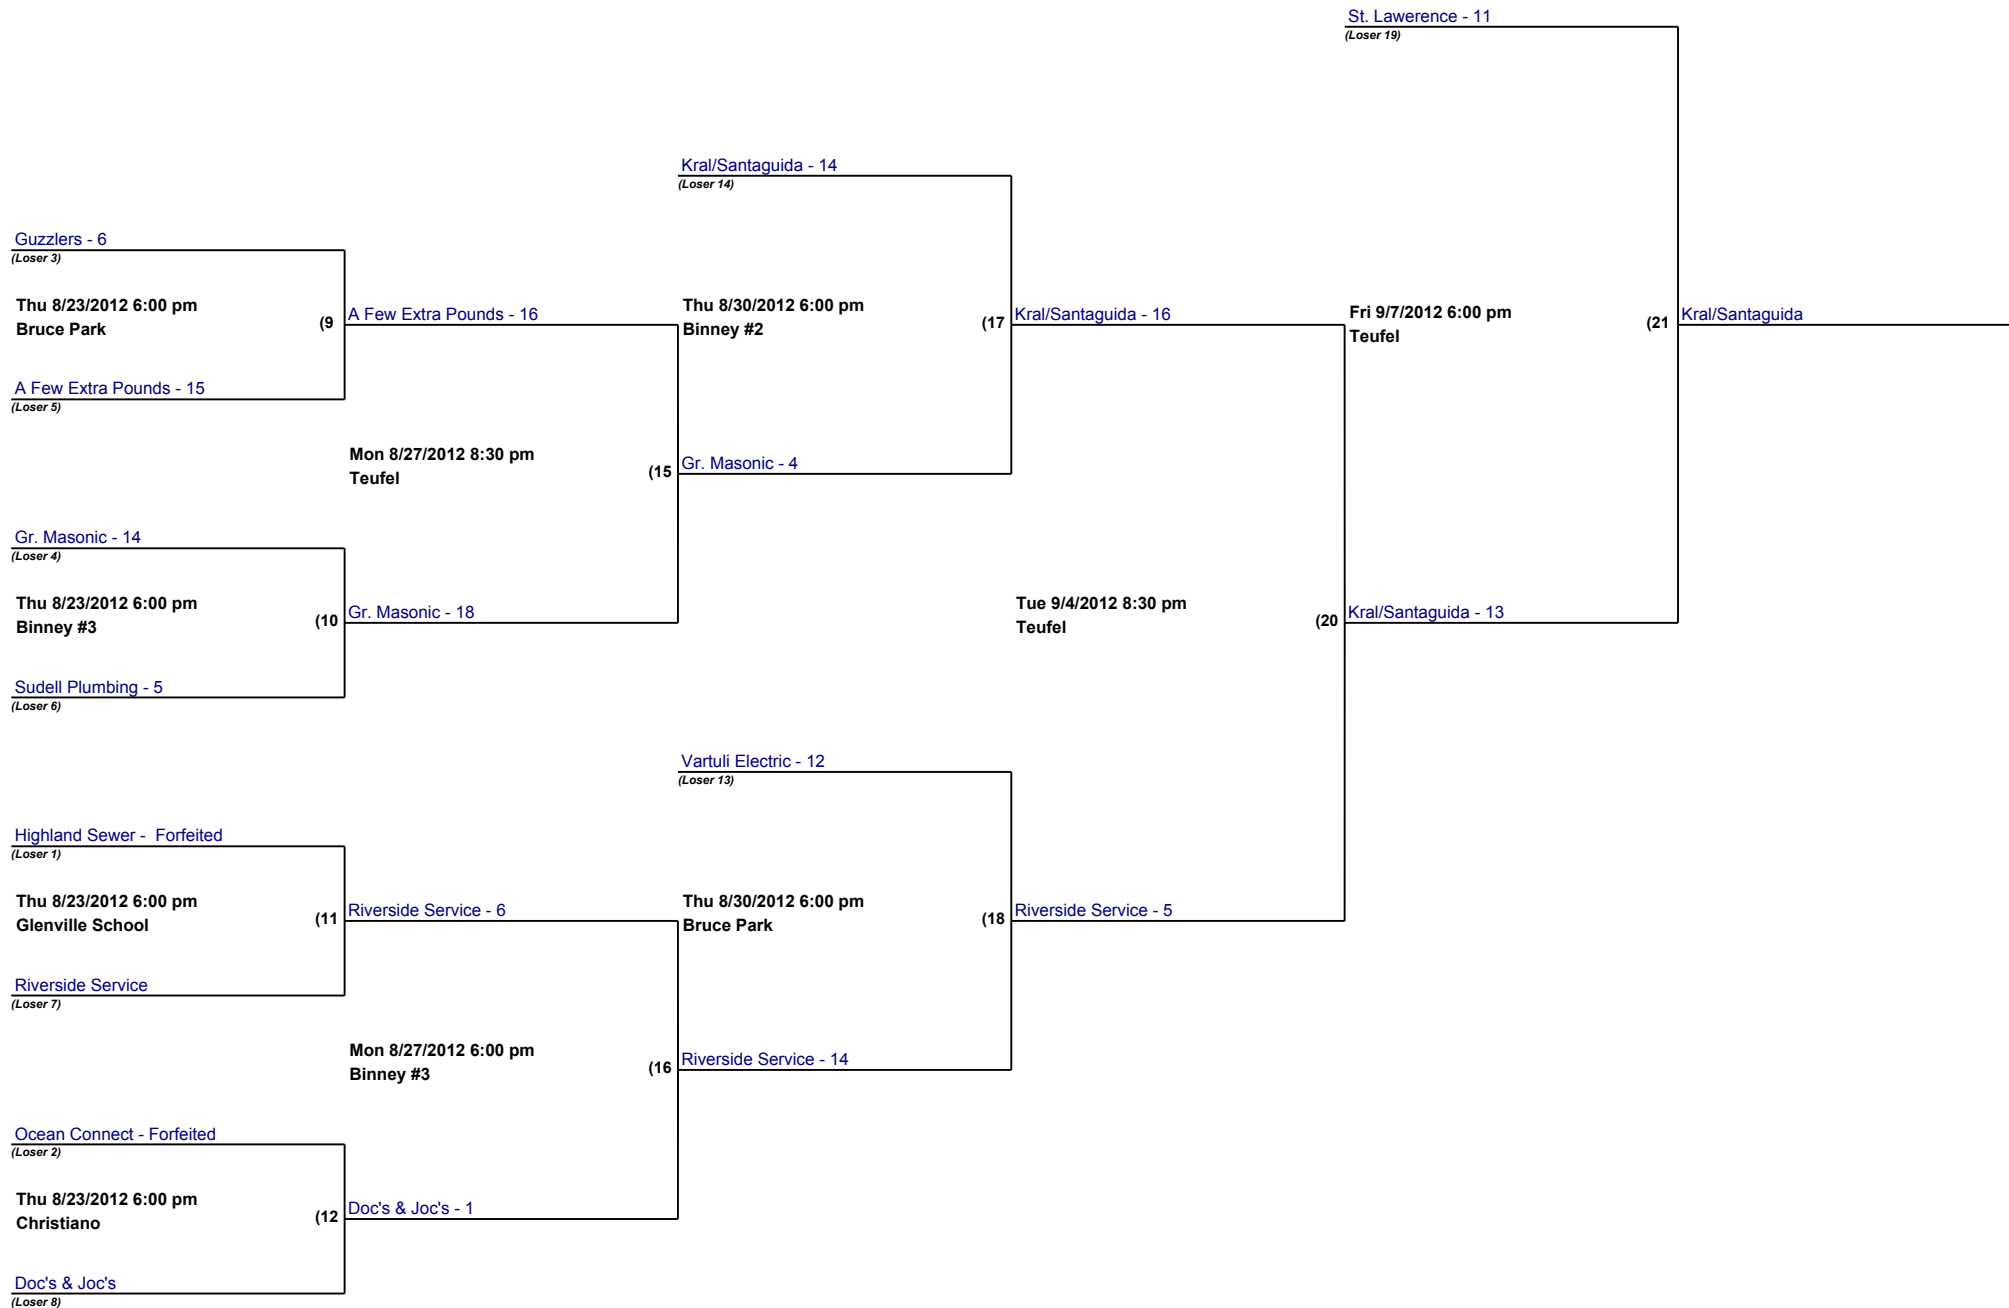 St. Lawerence - 11
(Loser 19)
Kral/Santaguida - 14
(Loser 14)
Guzzlers - 6
(Loser 3)
Thu 8/23/2012 6:00 pm
Bruce Park
(9
A Few Extra Pounds - 16
Thu 8/30/2012 6:00 pm
Binney #2
(17
Kral/Santaguida - 16
Fri 9/7/2012 6:00 pm
Teufel
(21
Kral/Santaguida
A Few Extra Pounds - 15
(Loser 5)
Mon 8/27/2012 8:30 pm
Teufel
(15
Gr. Masonic - 4
Gr. Masonic - 14
(Loser 4)
Thu 8/23/2012 6:00 pm
Binney #3
(10
Gr. Masonic - 18
Tue 9/4/2012 8:30 pm
Teufel
(20
Kral/Santaguida - 13
Sudell Plumbing - 5
(Loser 6)
Vartuli Electric - 12
(Loser 13)
Highland Sewer -  Forfeited
(Loser 1)
Thu 8/23/2012 6:00 pm
Glenville School
(11
Riverside Service - 6
Thu 8/30/2012 6:00 pm
Bruce Park
(18
Riverside Service - 5
Riverside Service
(Loser 7)
Mon 8/27/2012 6:00 pm
Binney #3
(16
Riverside Service - 14
Ocean Connect - Forfeited
(Loser 2)
Thu 8/23/2012 6:00 pm
Christiano
(12
Doc's & Joc's - 1
Doc's & Joc's
(Loser 8)